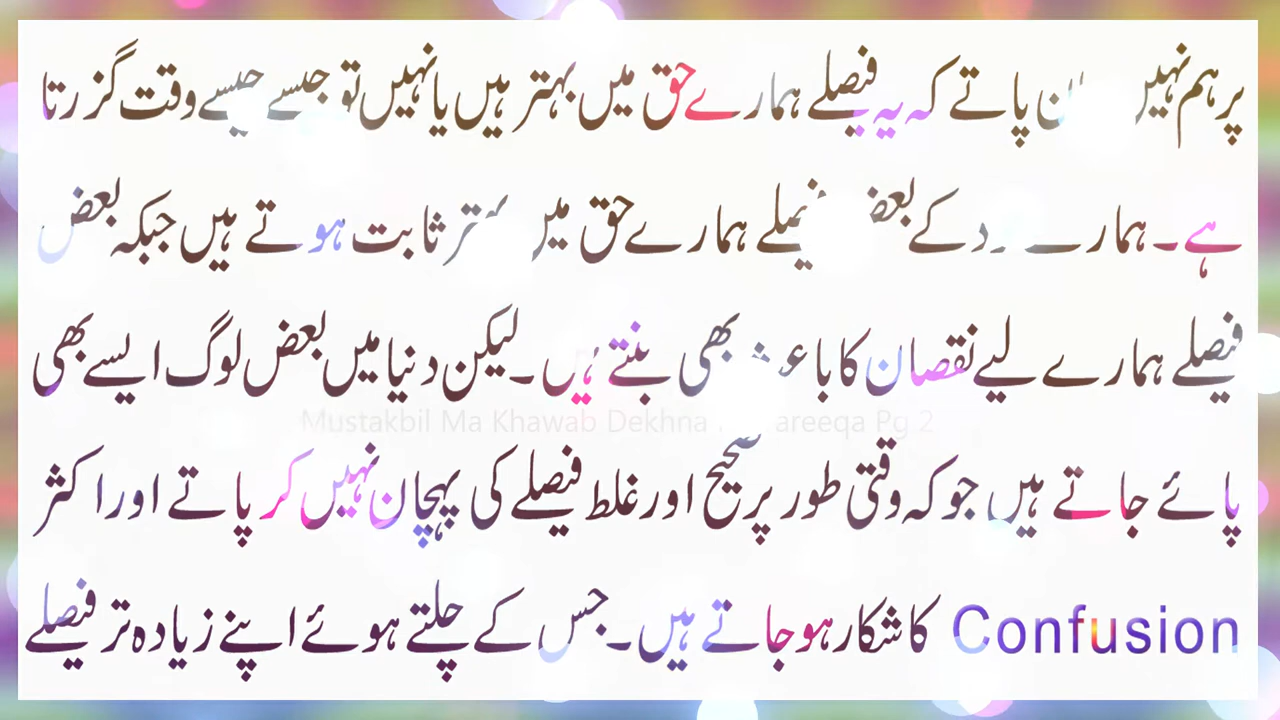 پر ہم نہیں پاتے کہ یہ فیصلے ہمارے حق میں بہتر ہیں یا نہیں تو جیسے جیسے وقت گزرتا
ہے۔ ہمارے کے بعض فیصلے ہمارے حق میں بہتر ثابت ہوتے ہیں جبکہ بعض
فیصلے ہمارے لیے نقصان کا باعث بھی بنتے ہیں۔ لیکن دنیا میں بعض لوگ ایسے بھی
Mustakbil Ma Khawab Dekhna Pg.2
پائے جاتے ہیں جو کہ وقتی طور پر صحیح اور غلط فیصلے کی پہچان نہیں کر پاتے اور اکثر
Confusion کا شکار ہو جاتے ہیں۔ جس کے چلتے ہوئے اپنے زیادہ تر فیصلے